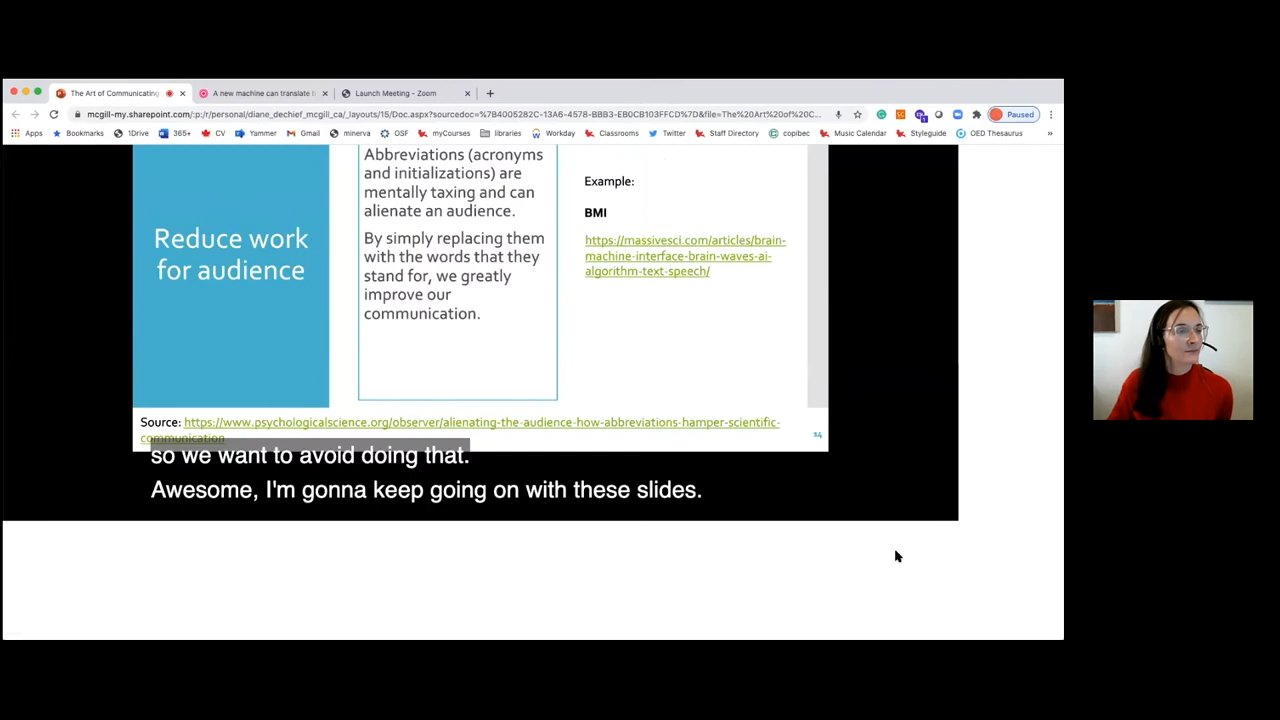 The Art of Communicating
A new machine can translate b
Launch Meeting - Zoom
mcgill-my.sharepoint.com/:p:/r/personal/diane_dechief_mcgill_ca/_layouts/15/Doc.aspx?sourcedoc=%7B4005282C-13A6-4578-BBB3-EB0CB103FFCD%7D&file=The%20Art%20of%20C...
Paused
Apps Bookmarks 1Drive 365+ CV Yammer Gmail minerva OSF myCourses libraries Workday Classrooms Twitter Staff Directory copibec Music Calendar Styleguide OED Thesaurus »
Reduce work
for audience
Abbreviations (acronyms
and initializations) are
mentally taxing and can
alienate an audience.
By simply replacing them
with the words that they
stand for, we greatly
improve our
communication.
Example:
BMI
https://massivesci.com/articles/brain-
machine-interface-brain-waves-ai-
algorithm-text-speech/
Source: https://www.psychologicalscience.org/observer/alienating-the-audience-how-abbreviations-hamper-scientific-
communication
14
so we want to avoid doing that.
Awesome, I'm gonna keep going on with these slides.